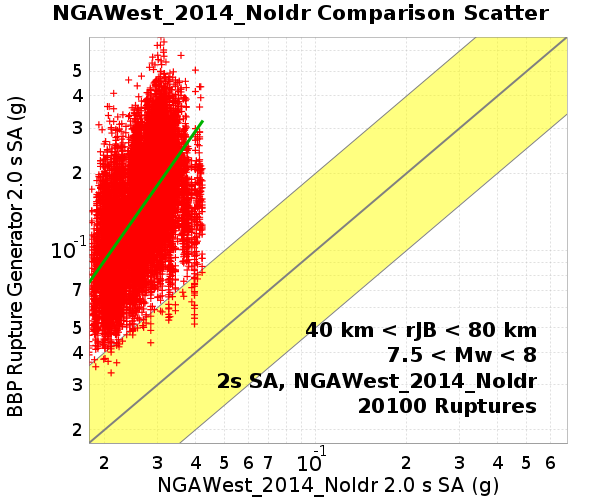 NGAWest_2014_NoIdr Comparison Scatter
BBP Rupture Generator 2.0 s SA (g)
5
4
3
2
10-1
7
5
4
3
2
40 km < rJB < 80 km
7.5 < Mw < 8
2s SA, NGAWest_2014_NoIdr
20100 Ruptures
2 3 4 5 6 7 10-1 2 3 4 5 6
NGAWest_2014_NoIdr 2.0 s SA (g)